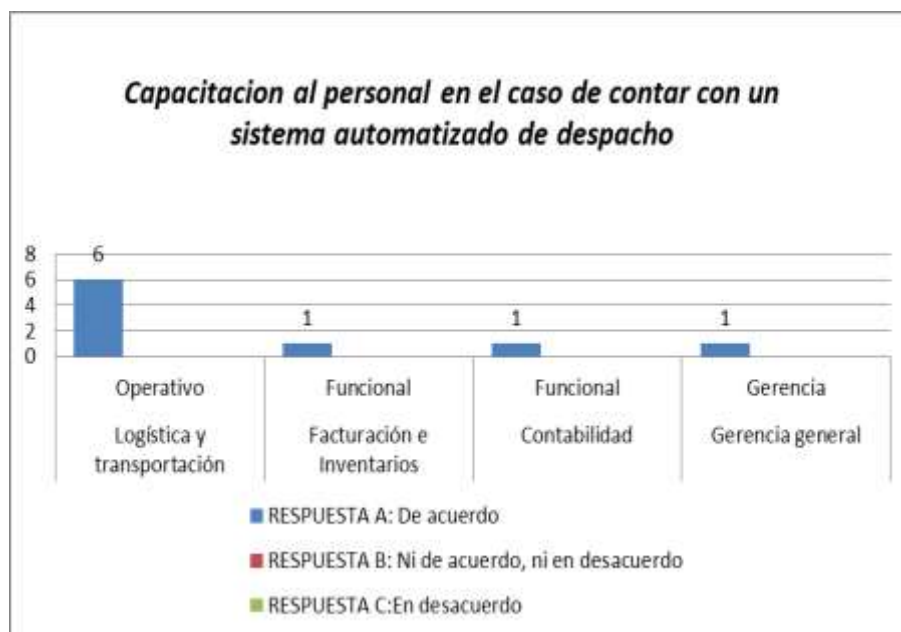 Capacitacion al personal en el caso de contar con un
sistema automatizado de despacho
8
6
4
2
0
6
1
1
1
Operativo
Funcional
Funcional
Gerencia
Logística y
transportación
Facturación e
Inventarios
Contabilidad
Gerencia general
RESPUESTA A: De acuerdo
RESPUESTA B: Ni de acuerdo, ni en desacuerdo
RESPUESTA C:En desacuerdo